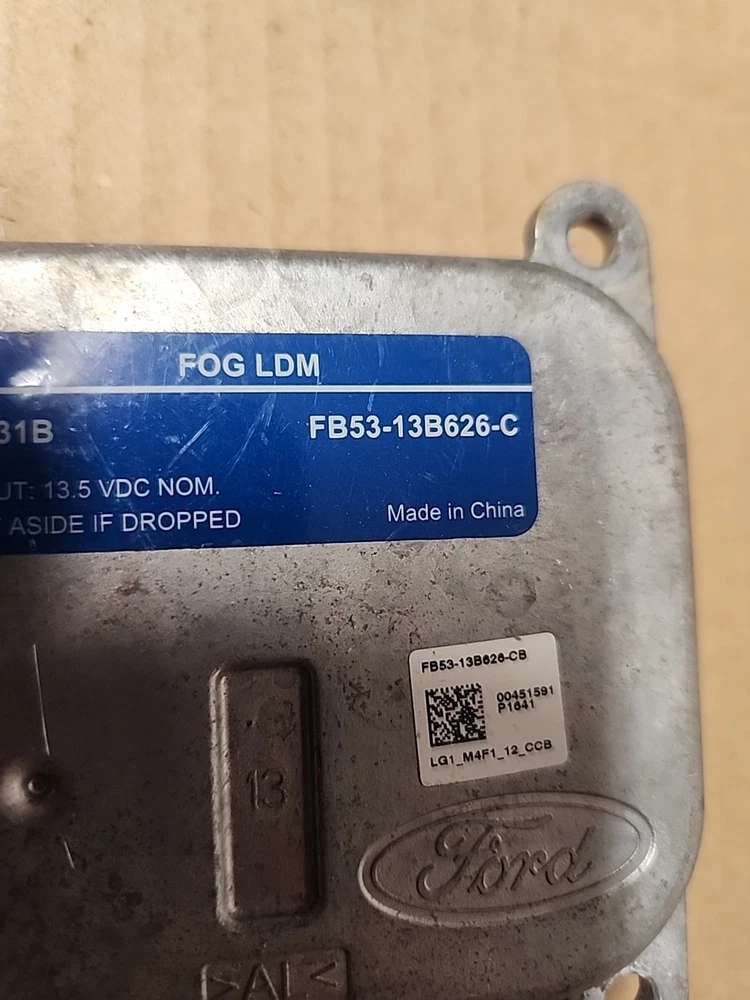 FOG LDM
31B FB53-13B626-C
UT: 13.5 VDC NOM.
ASIDE IF DROPPED
Made in China
FB53-13B626-CB
00451591
P1641
LG1_M4F1_12_CCB
13
Ford
>AL<